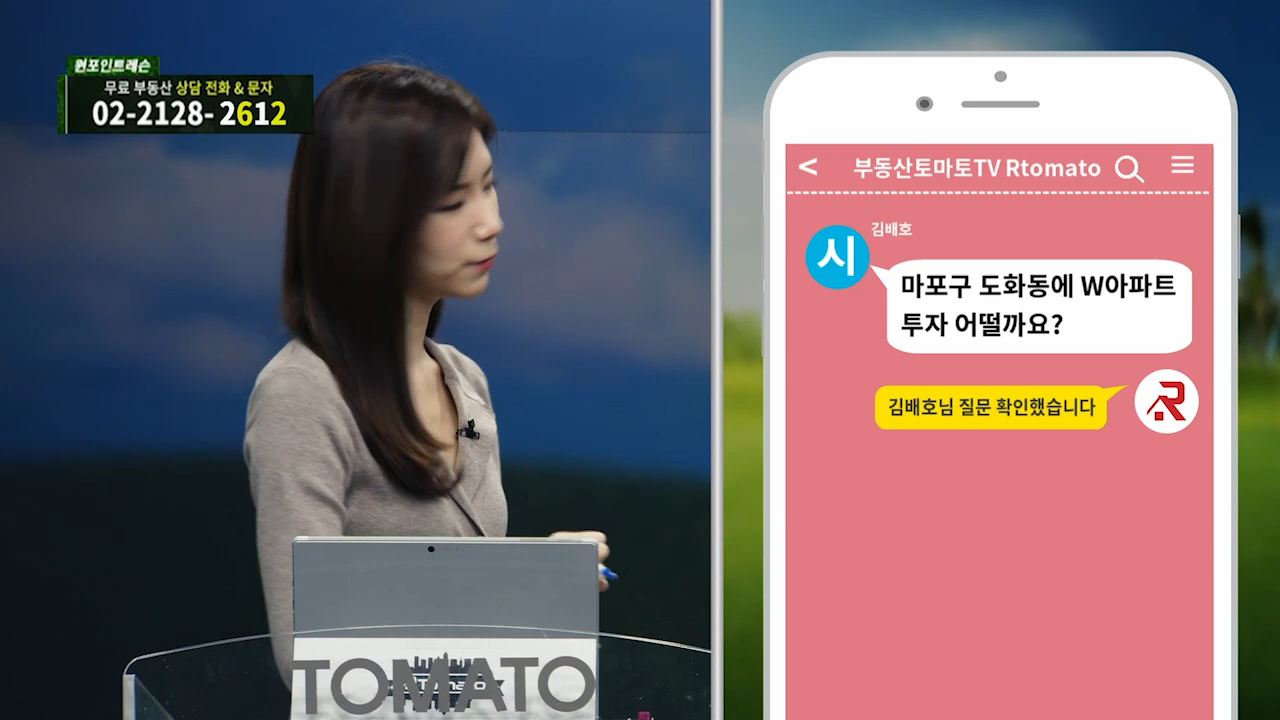 원포인트레슨
무료 부동산 상담 전화 & 문자
02-2128-2612
TOMATO
< 부동산토마토TV Rtomato
시
김배호
마포구 도화동에 W아파트
투자 어떨까요?
김배호님 질문 확인했습니다
R